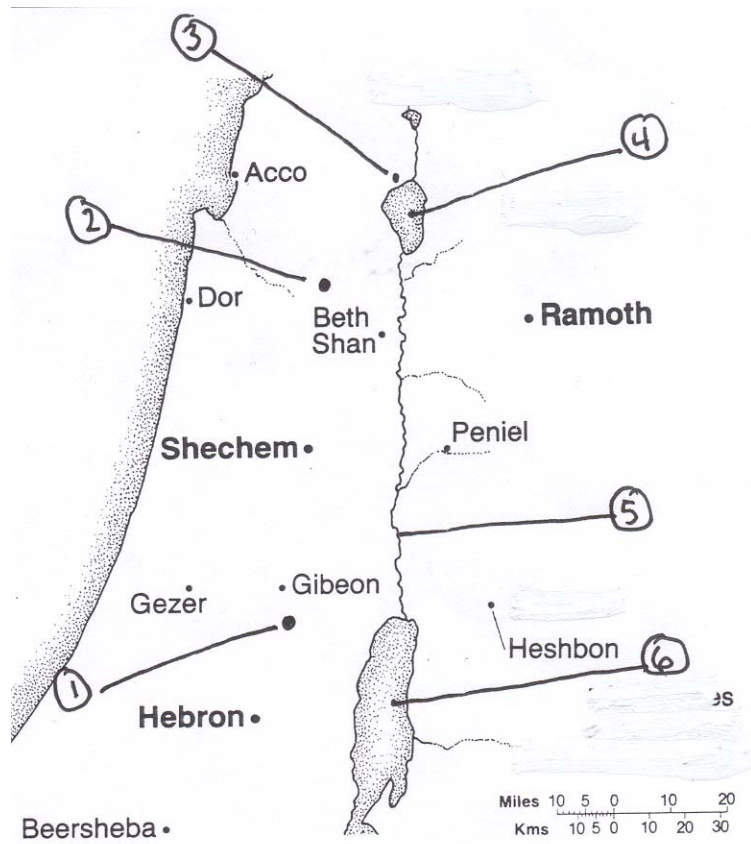 3
4
Acco
2
Dor
Beth
Shan
Ramoth
Peniel
Shechem
5
Gezer
Gibeon
Heshbon
6
1
Hebron
es
Miles 10 5 0 10 20
Kms 10 5 0 10 20 30
Beersheba